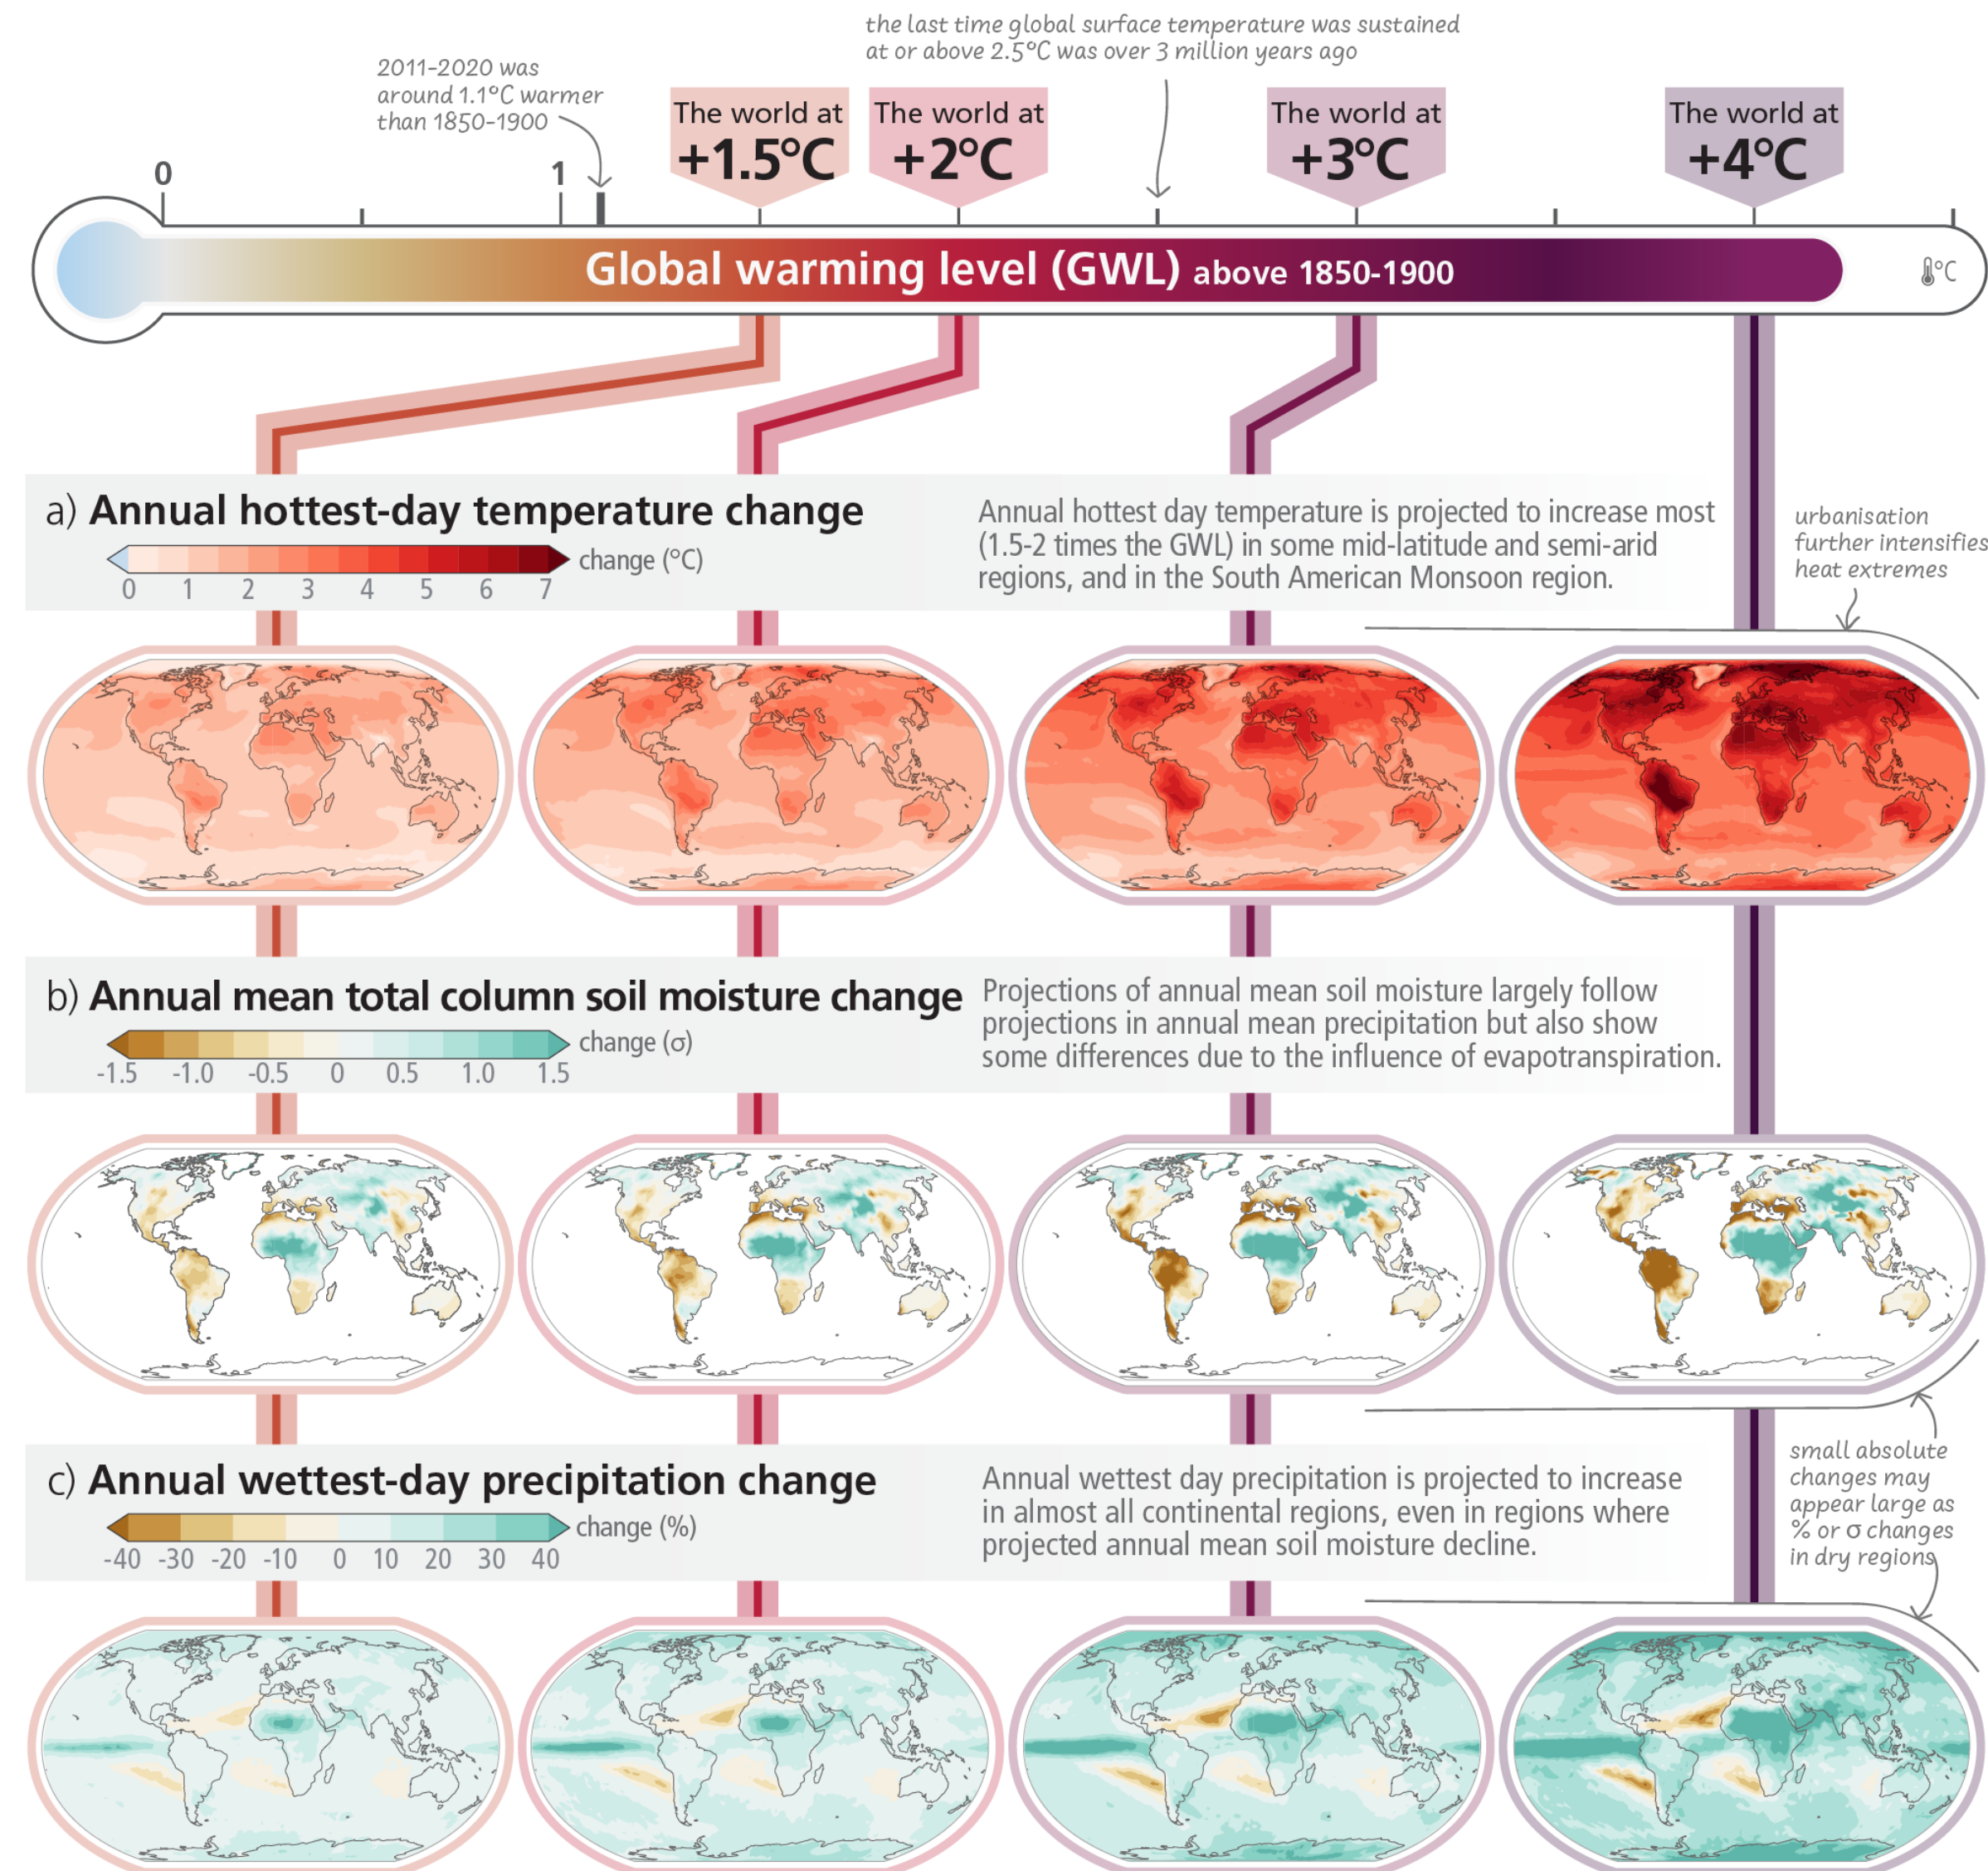 the last time global surface temperature was sustained
at or above 2.5°C was over 3 million years ago
2011-2020 was
around 1.1°C warmer
than 1850-1900
The world at
+1.5°C
The world at
+2°C
The world at
+3°C
The world at
+4°C
0
1
Global warming level (GWL) above 1850-1900
°C
a) Annual hottest-day temperature change
change (°C)
0 1 2 3 4 5 6 7
Annual hottest day temperature is projected to increase most
(1.5-2 times the GWL) in some mid-latitude and semi-arid
regions, and in the South American Monsoon region.
urbanisation
further intensifies
heat extremes
b) Annual mean total column soil moisture change
change (σ)
-1.5 -1.0 -0.5 0 0.5 1.0 1.5
Projections of annual mean soil moisture largely follow
projections in annual mean precipitation but also show
some differences due to the influence of evapotranspiration.
c) Annual wettest-day precipitation change
change (%)
-40 -30 -20 -10 0 10 20 30 40
Annual wettest day precipitation is projected to increase
in almost all continental regions, even in regions where
projected annual mean soil moisture decline.
small absolute
changes may
appear large as
% or σ changes
in dry regions